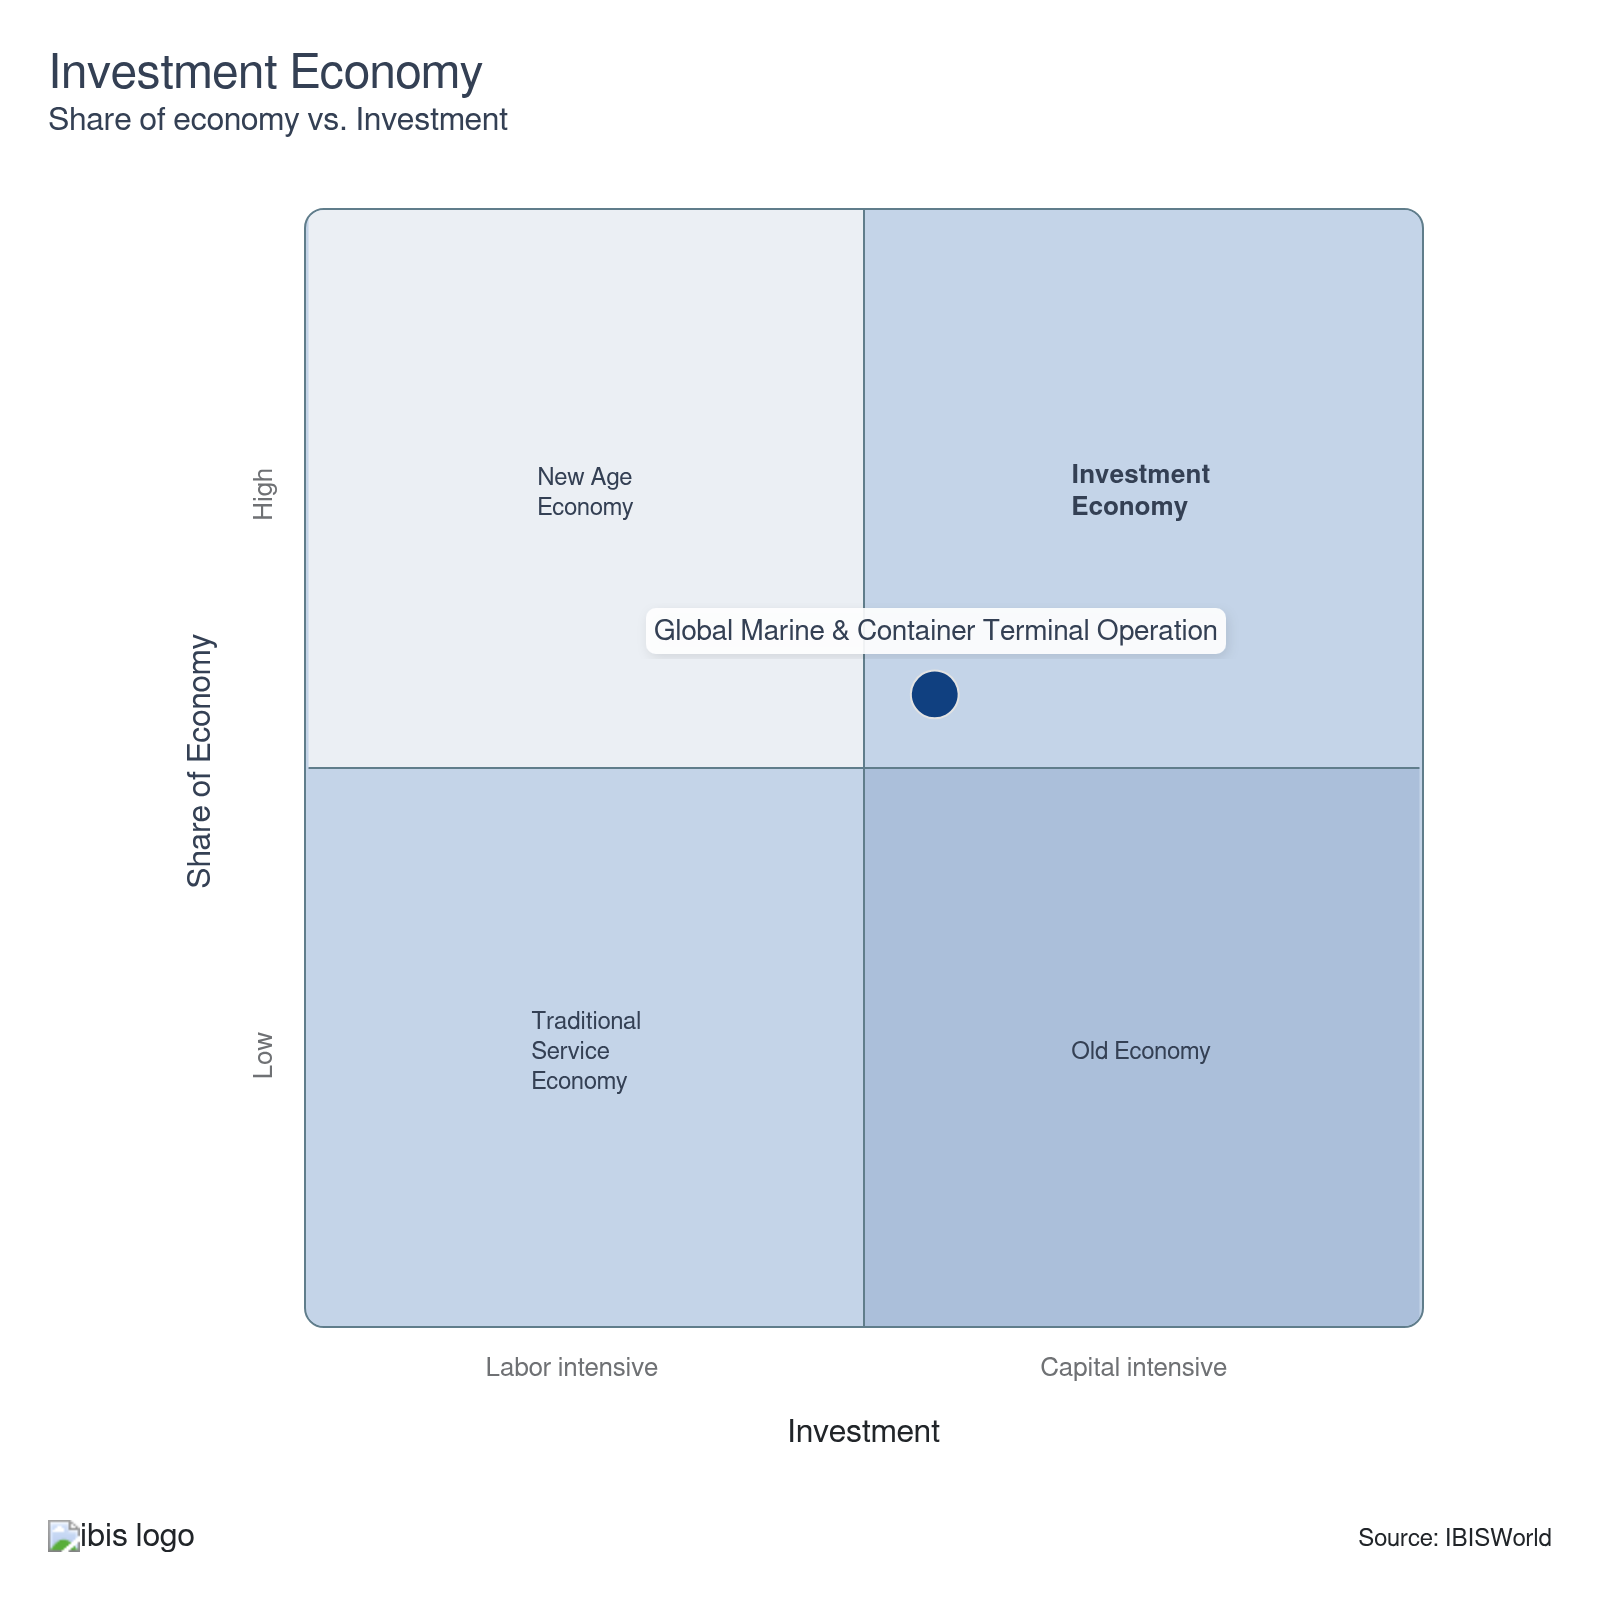 Investment Economy
Share of economy vs. Investment
High
New Age
Economy
Investment
Economy
Global Marine & Container Terminal Operation
Share of Economy
Low
Traditional
Service
Economy
Old Economy
Labor intensive
Capital intensive
Investment
ibis logo
Source: IBISWorld